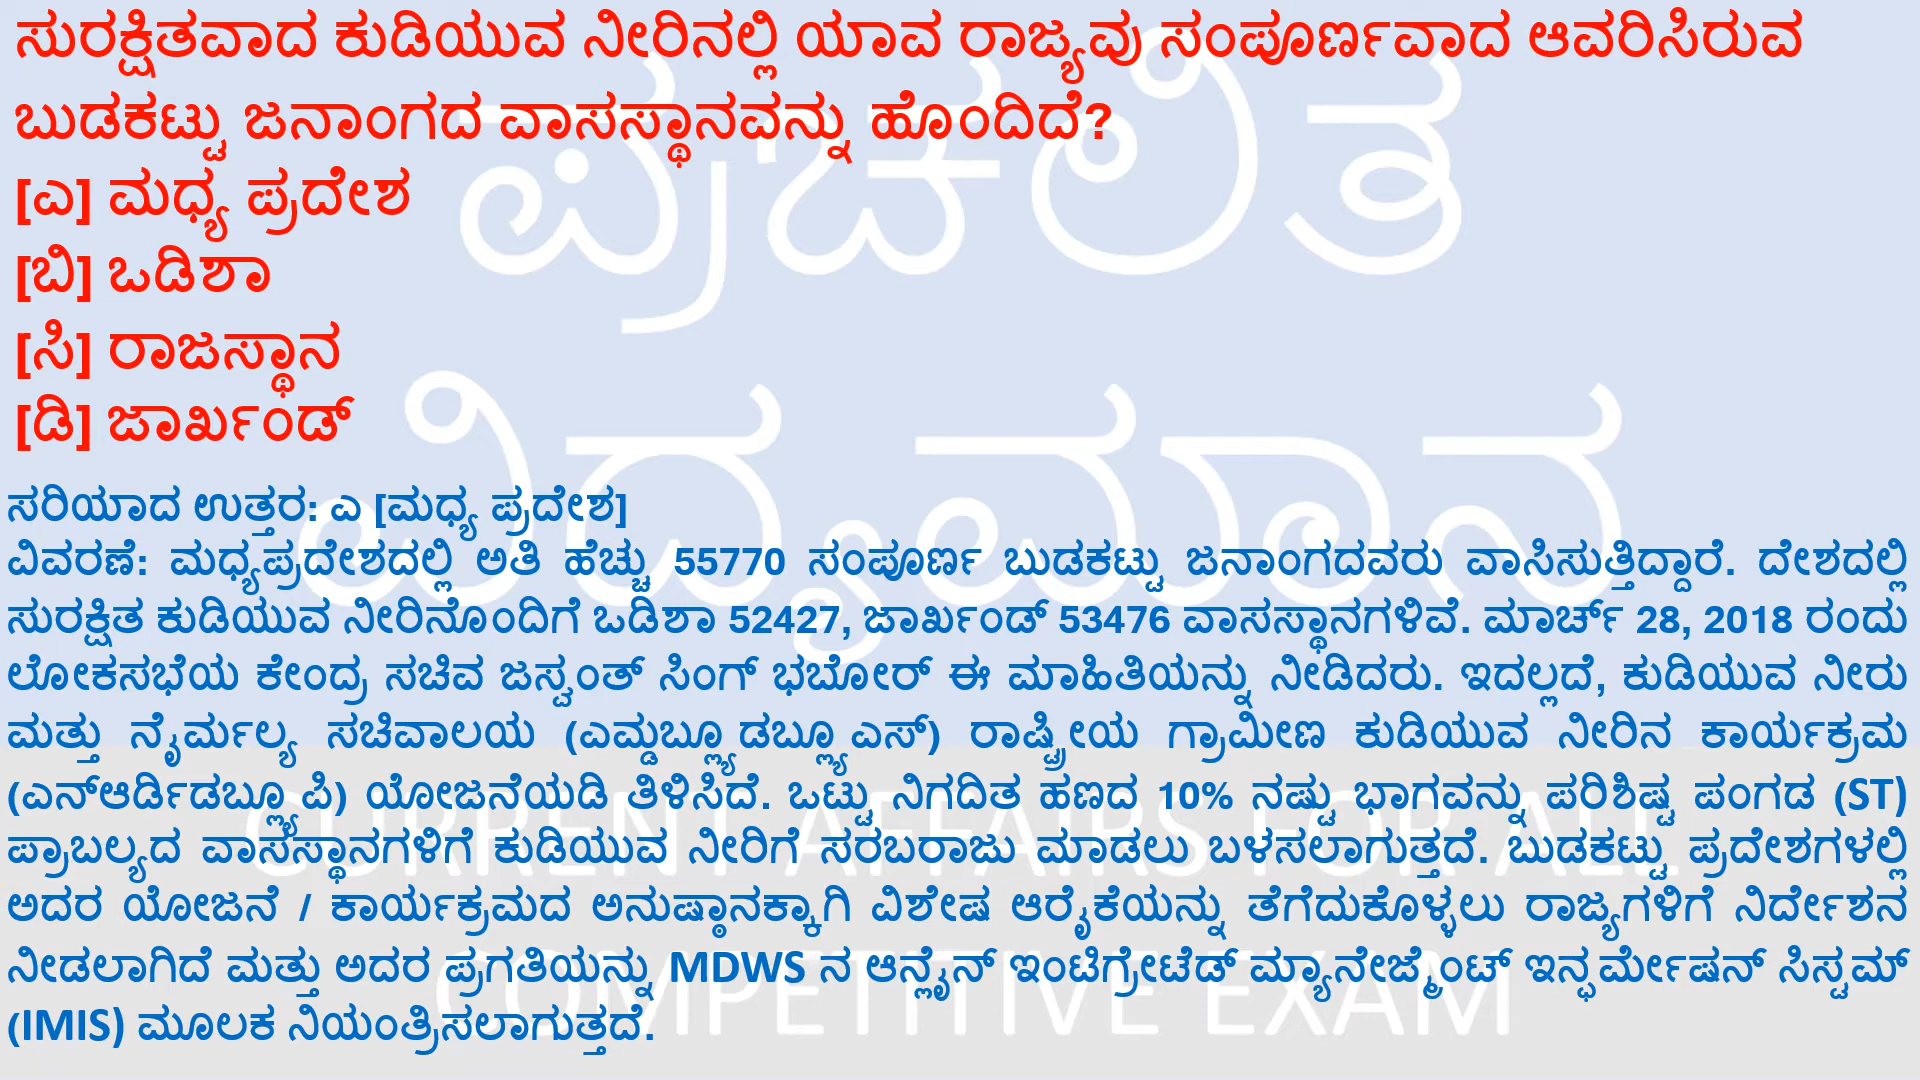 ಸುರಕ್ಷಿತವಾದ ಕುಡಿಯುವ ನೀರಿನಲ್ಲಿ ಯಾವ ರಾಜ್ಯವು ಸಂಪೂರ್ಣವಾದ ಆವರಿಸಿರುವ
ಬುಡಕಟ್ಟು ಜನಾಂಗದ ವಾಸಸ್ಥಾನವನ್ನು ಹೊಂದಿದೆ?
[ಎ] ಮಧ್ಯ ಪ್ರದೇಶ
[ಬಿ] ಒಡಿಶಾ
[ಸಿ] ರಾಜಸ್ಥಾನ
[ಡಿ] ಜಾರ್ಖಂಡ್
ಸರಿಯಾದ ಉತ್ತರ: ಎ [ಮಧ್ಯ ಪ್ರದೇಶ]
ವಿವರಣೆ: ಮಧ್ಯಪ್ರದೇಶದಲ್ಲಿ ಅತಿ ಹೆಚ್ಚು 55770 ಸಂಪೂರ್ಣ ಬುಡಕಟ್ಟು ಜನಾಂಗದವರು ವಾಸಿಸುತ್ತಿದ್ದಾರೆ. ದೇಶದಲ್ಲಿ
ಸುರಕ್ಷಿತ ಕುಡಿಯುವ ನೀರಿನೊಂದಿಗೆ ಒಡಿಶಾ 52427, ಜಾರ್ಖಂಡ್ 53476 ವಾಸಸ್ಥಾನಗಳಿವೆ. ಮಾರ್ಚ್ 28, 2018 ರಂದು
ಲೋಕಸಭೆಯ ಕೇಂದ್ರ ಸಚಿವ ಜಸ್ವಂತ್ ಸಿಂಗ್ ಭಬೋರ್ ಈ ಮಾಹಿತಿಯನ್ನು ನೀಡಿದರು. ಇದಲ್ಲದೆ, ಕುಡಿಯುವ ನೀರು
ಮತ್ತು ನೈರ್ಮಲ್ಯ ಸಚಿವಾಲಯ (ಎಮ್ಡಬ್ಲ್ಯೂಡಬ್ಲ್ಯೂಎಸ್) ರಾಷ್ಟ್ರೀಯ ಗ್ರಾಮೀಣ ಕುಡಿಯುವ ನೀರಿನ ಕಾರ್ಯಕ್ರಮ
(ಎನ್ಆರ್ಡಿಡಬ್ಲ್ಯೂಪಿ) ಯೋಜನೆಯಡಿ ತಿಳಿಸಿದೆ. ಒಟ್ಟು ನಿಗದಿತ ಹಣದ 10% ನಷ್ಟು ಭಾಗವನ್ನು ಪರಿಶಿಷ್ಟ ಪಂಗಡ (ST)
ಪ್ರಾಬಲ್ಯದ ವಾಸಸ್ಥಾನಗಳಿಗೆ ಕುಡಿಯುವ ನೀರಿಗೆ ಸರಬರಾಜು ಮಾಡಲು ಬಳಸಲಾಗುತ್ತದೆ. ಬುಡಕಟ್ಟು ಪ್ರದೇಶಗಳಲ್ಲಿ
ಅದರ ಯೋಜನೆ / ಕಾರ್ಯಕ್ರಮದ ಅನುಷ್ಠಾನಕ್ಕಾಗಿ ವಿಶೇಷ ಆರೈಕೆಯನ್ನು ತೆಗೆದುಕೊಳ್ಳಲು ರಾಜ್ಯಗಳಿಗೆ ನಿರ್ದೇಶನ
ನೀಡಲಾಗಿದೆ ಮತ್ತು ಅದರ ಪ್ರಗತಿಯನ್ನು MDWS ನ ಆನ್ಲೈನ್ ಇಂಟಿಗ್ರೇಟೆಡ್ ಮ್ಯಾನೇಜ್ಮೆಂಟ್ ಇನ್ಫರ್ಮೇಷನ್ ಸಿಸ್ಟಮ್
(IMIS) ಮೂಲಕ ನಿಯಂತ್ರಿಸಲಾಗುತ್ತದೆ.
ಪ್ರಚಲಿತ
ವಿದ್ಯಮಾನ
CURRENT AFFAIRS FOR ALL
COMPETITIVE EXAM